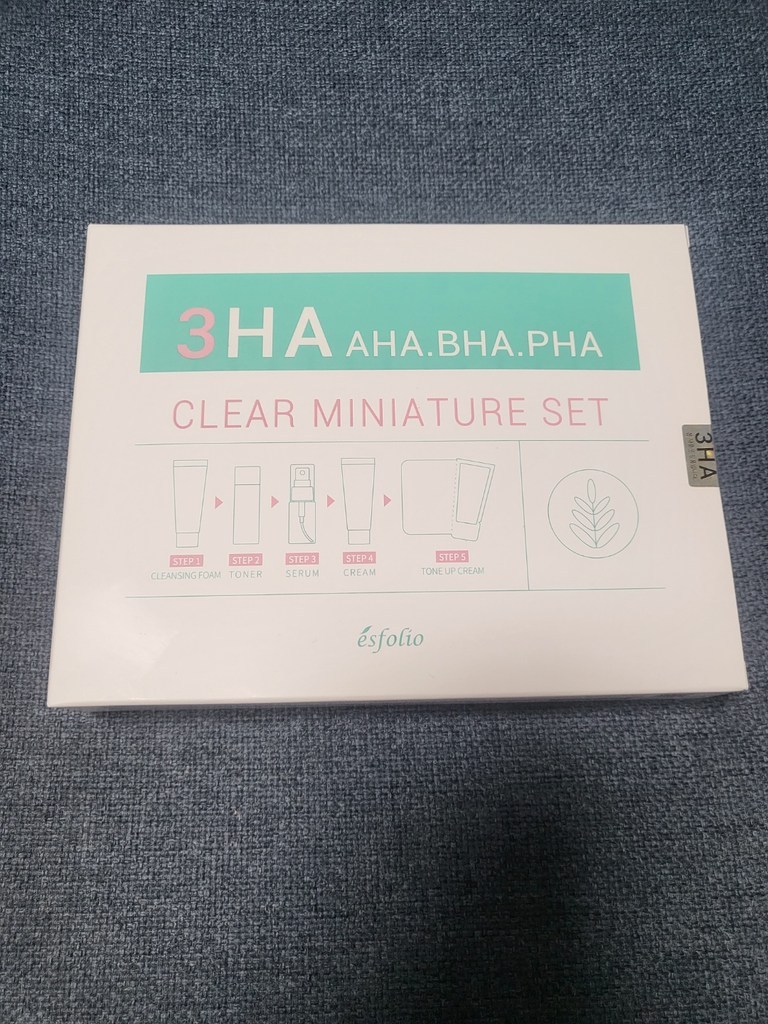 3HA AHA.BHA.PHA
CLEAR MINIATURE SET
STEP 1 STEP 2 STEP 3 STEP 4 STEP 5
CLEANSING FOAM TONER SERUM CREAM TONE UP CREAM
ésfolio
3HA